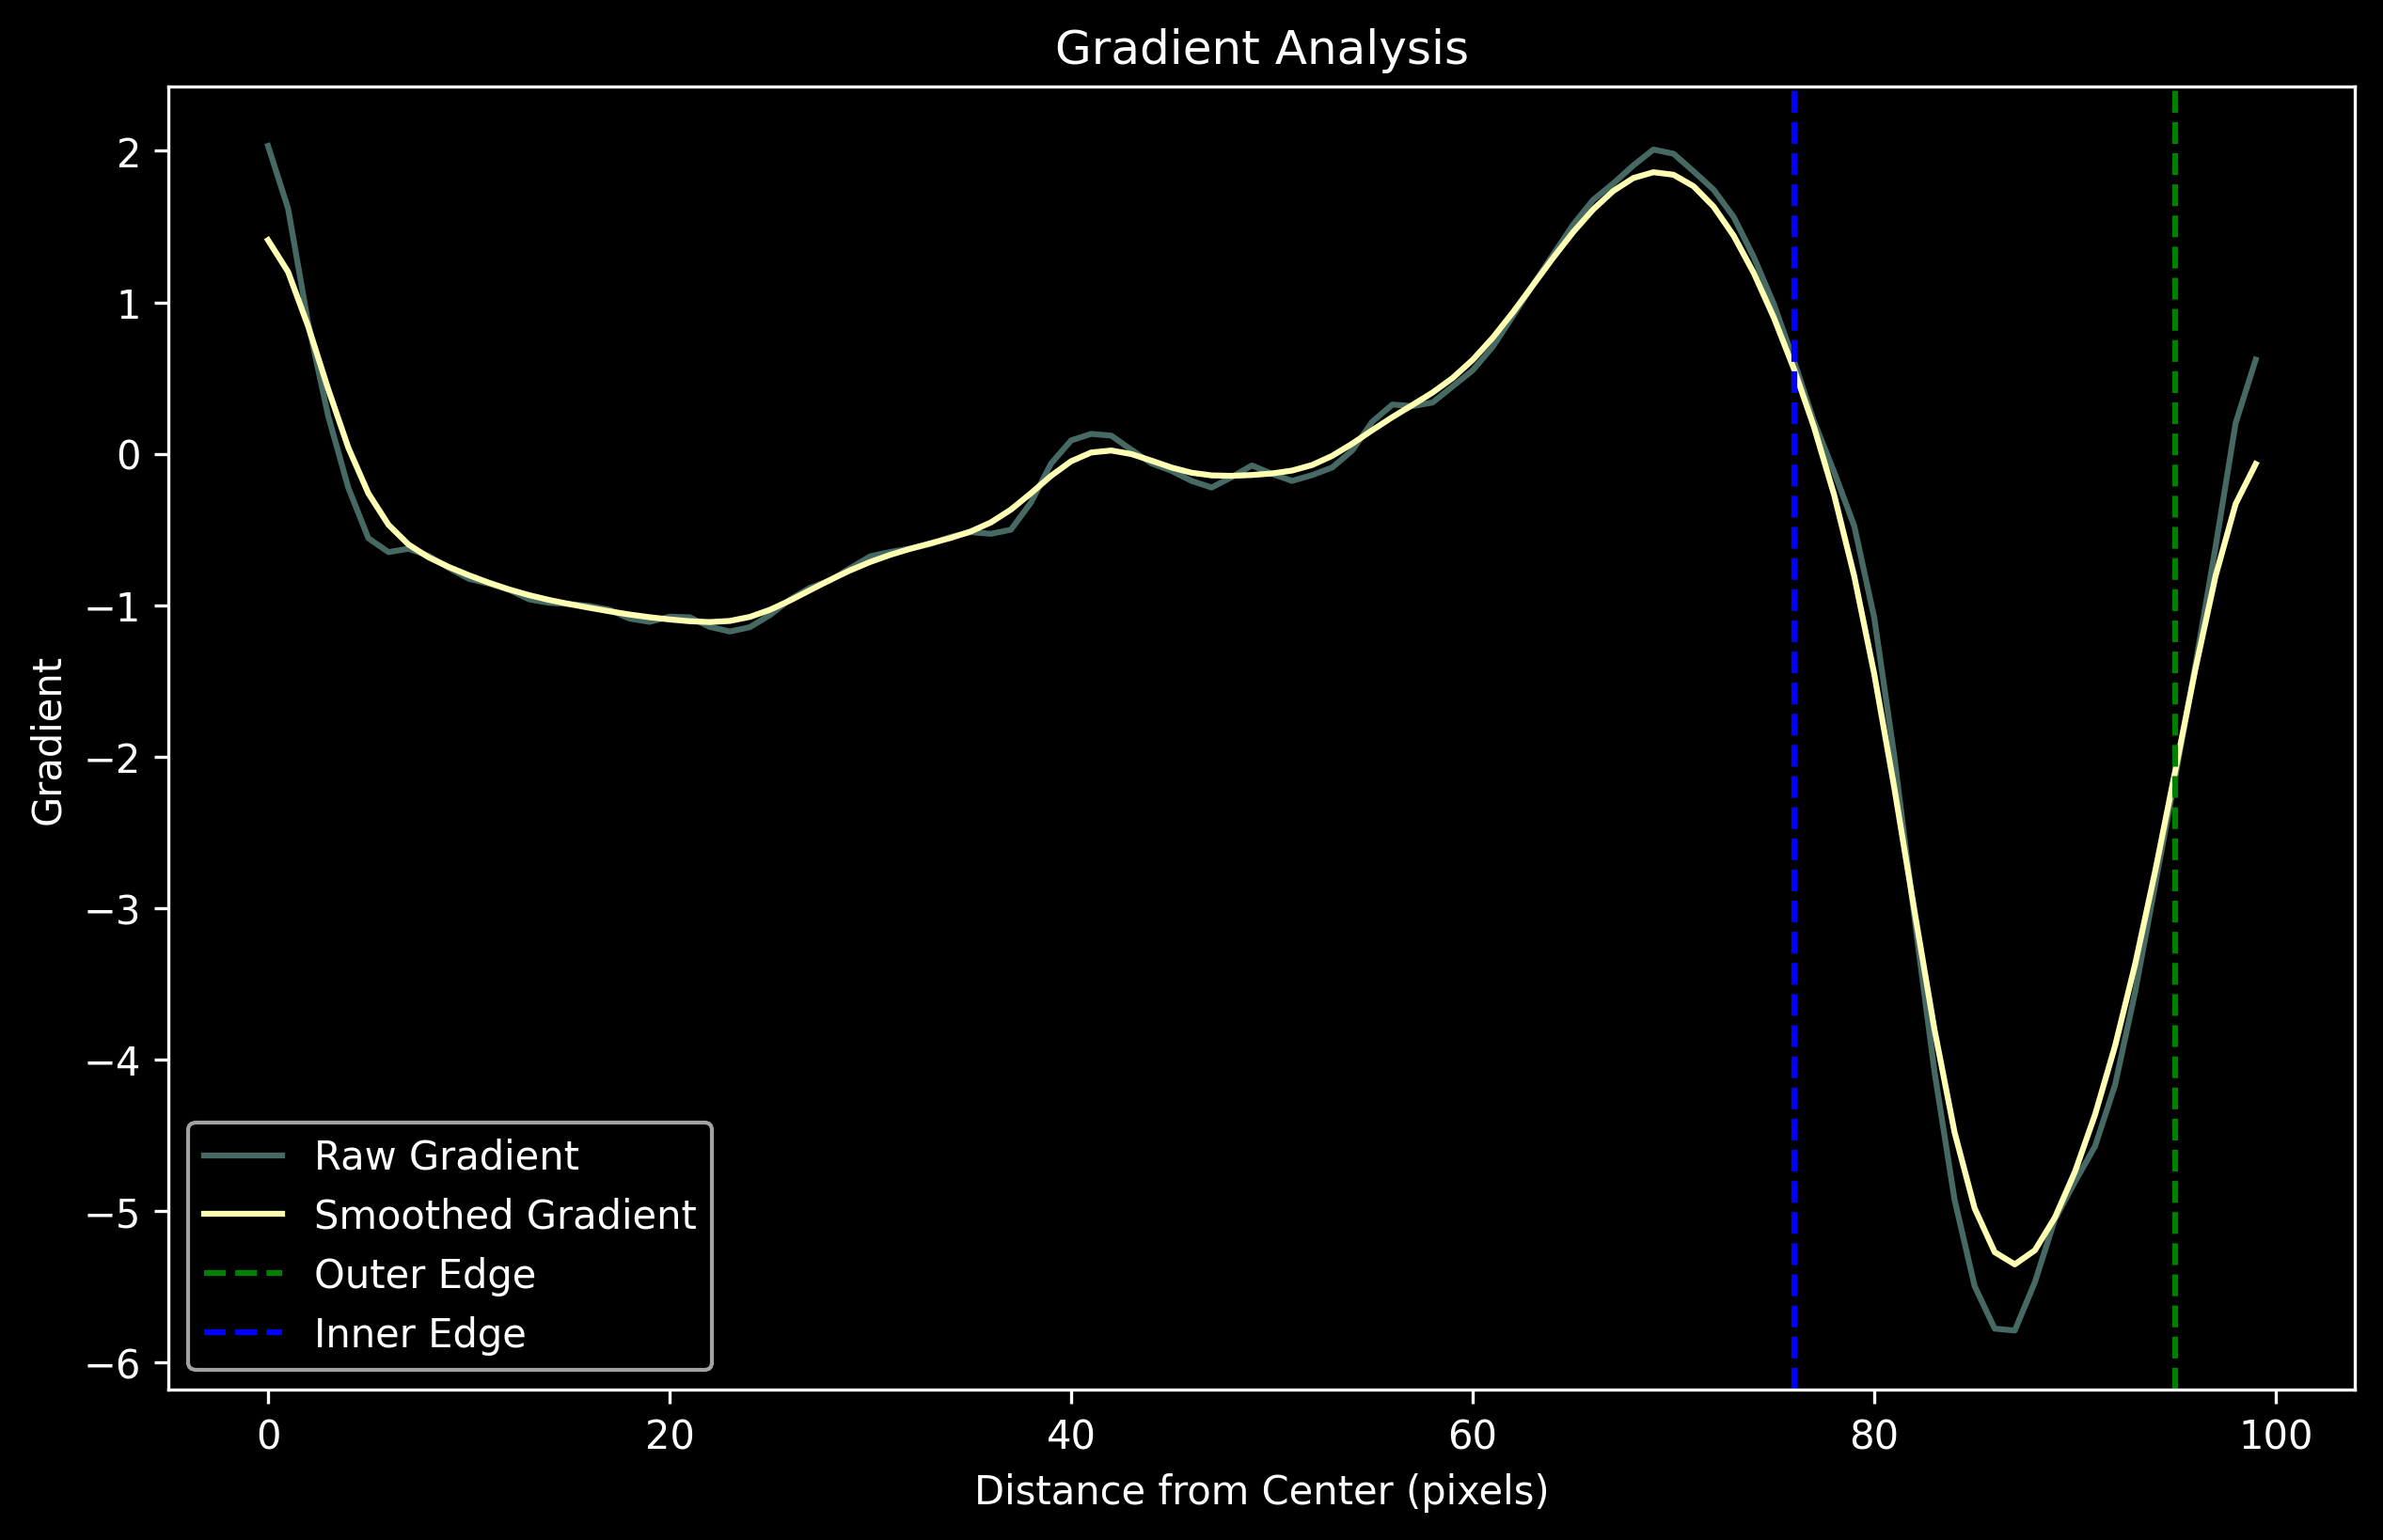 Gradient Analysis
2
1
0
−1
−2
−3
−4
−5
−6
Gradient
Raw Gradient
Smoothed Gradient
Outer Edge
Inner Edge
0 20 40 60 80 100
Distance from Center (pixels)